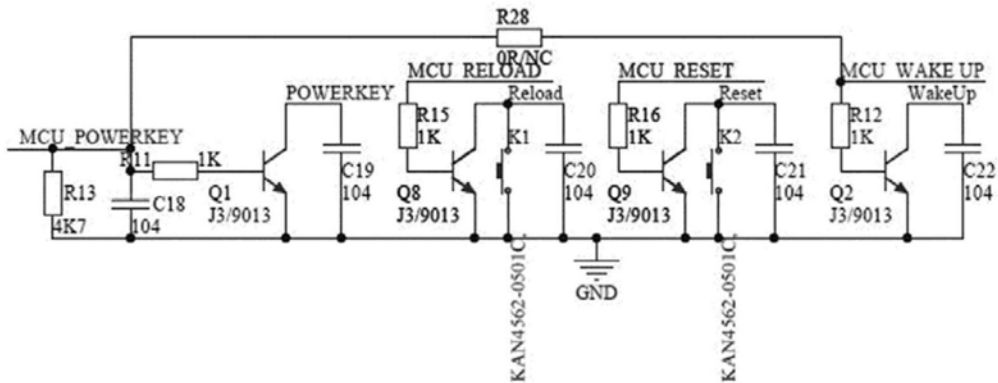 R28
0R/NC
MCU_RELOAD
MCU_RESET
MCU_WAKE UP
POWERKEY
Reload
Reset
WakeUp
R15
1K
K1
R16
1K
K2
R12
1K
MCU_POWERKEY
R11
1K
C19
104
C20
104
C21
104
C22
104
R13
4K7
C18
104
Q1
J3/9013
Q8
J3/9013
Q9
J3/9013
Q2
J3/9013
GND
KAN4562-0501C
KAN4562-0501C